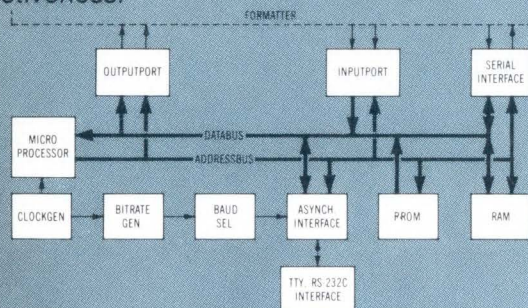 FORMATTER
OUTPUTPORT
INPUTPORT
SERIAL
INTERFACE
MICRO
PROCESSOR
DATABUS
ADDRESSBUS
CLOCKGEN
BITRATE
GEN
BAUD
SEL
ASYNCH
INTERFACE
PROM
RAM
TTY, RS-232C
INTERFACE